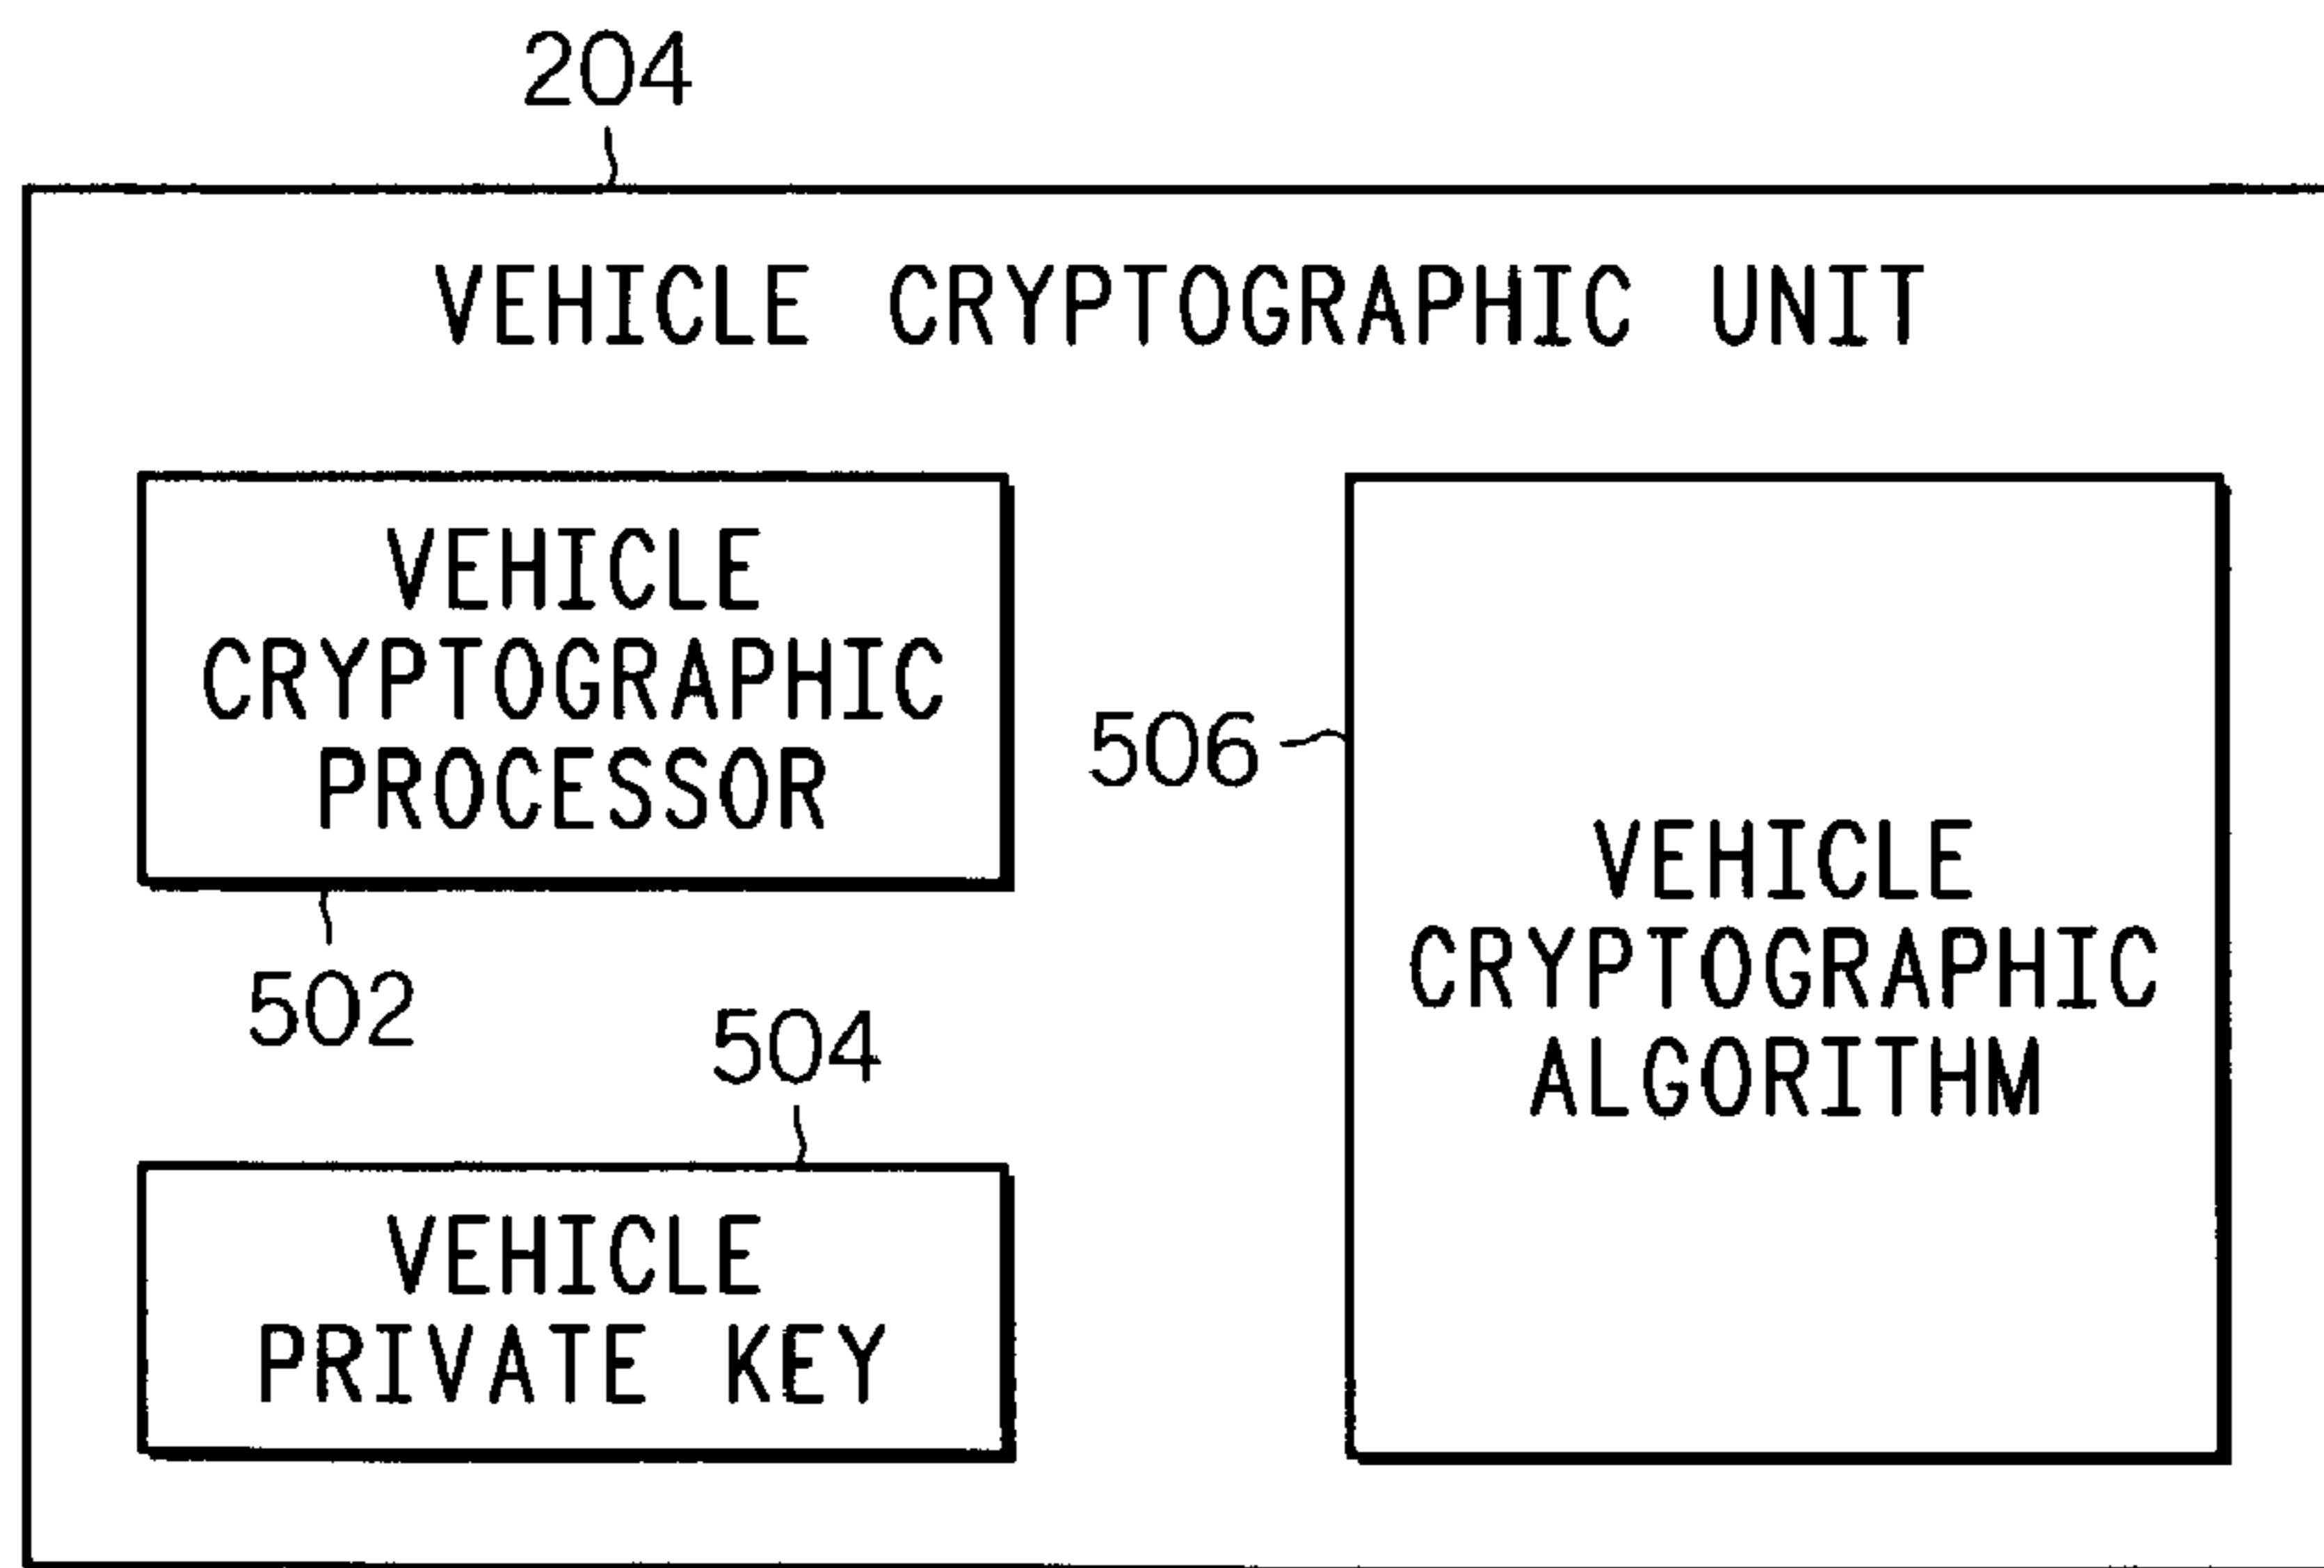 204
VEHICLE CRYPTOGRAPHIC UNIT
VEHICLE
CRYPTOGRAPHIC
PROCESSOR
502
504
VEHICLE
PRIVATE KEY
506
VEHICLE
CRYPTOGRAPHIC
ALGORITHM